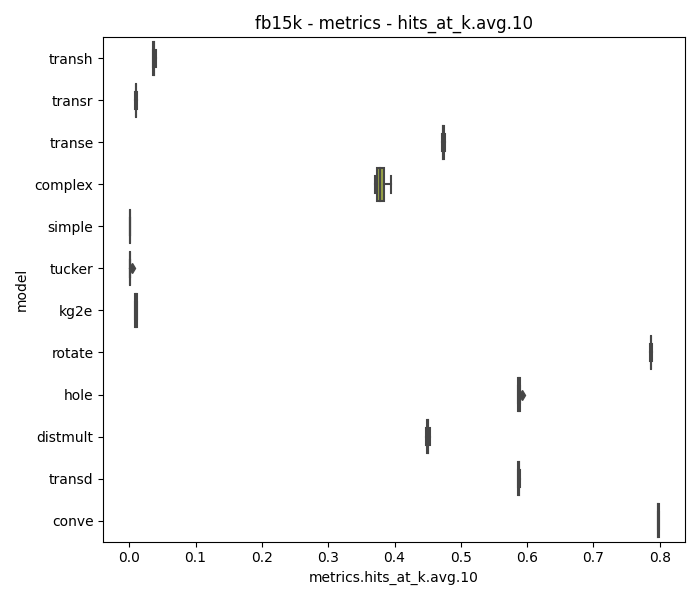 fb15k - metrics - hits_at_k.avg.10
transh
transr
transe
complex
simple
tucker
kg2e
rotate
hole
distmult
transd
conve
model
0.0 0.1 0.2 0.3 0.4 0.5 0.6 0.7 0.8
metrics.hits_at_k.avg.10